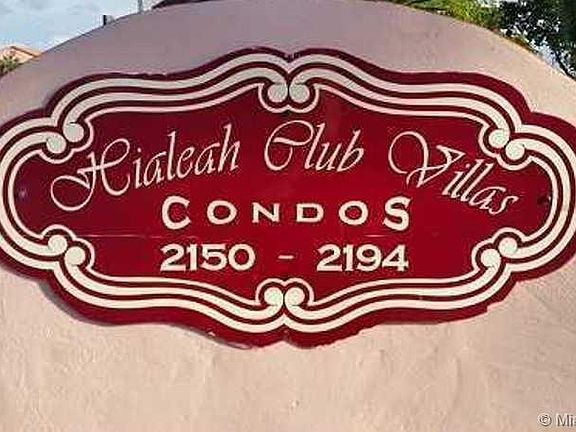 Hialeah Club Villas
CONDOS
2150 - 2194